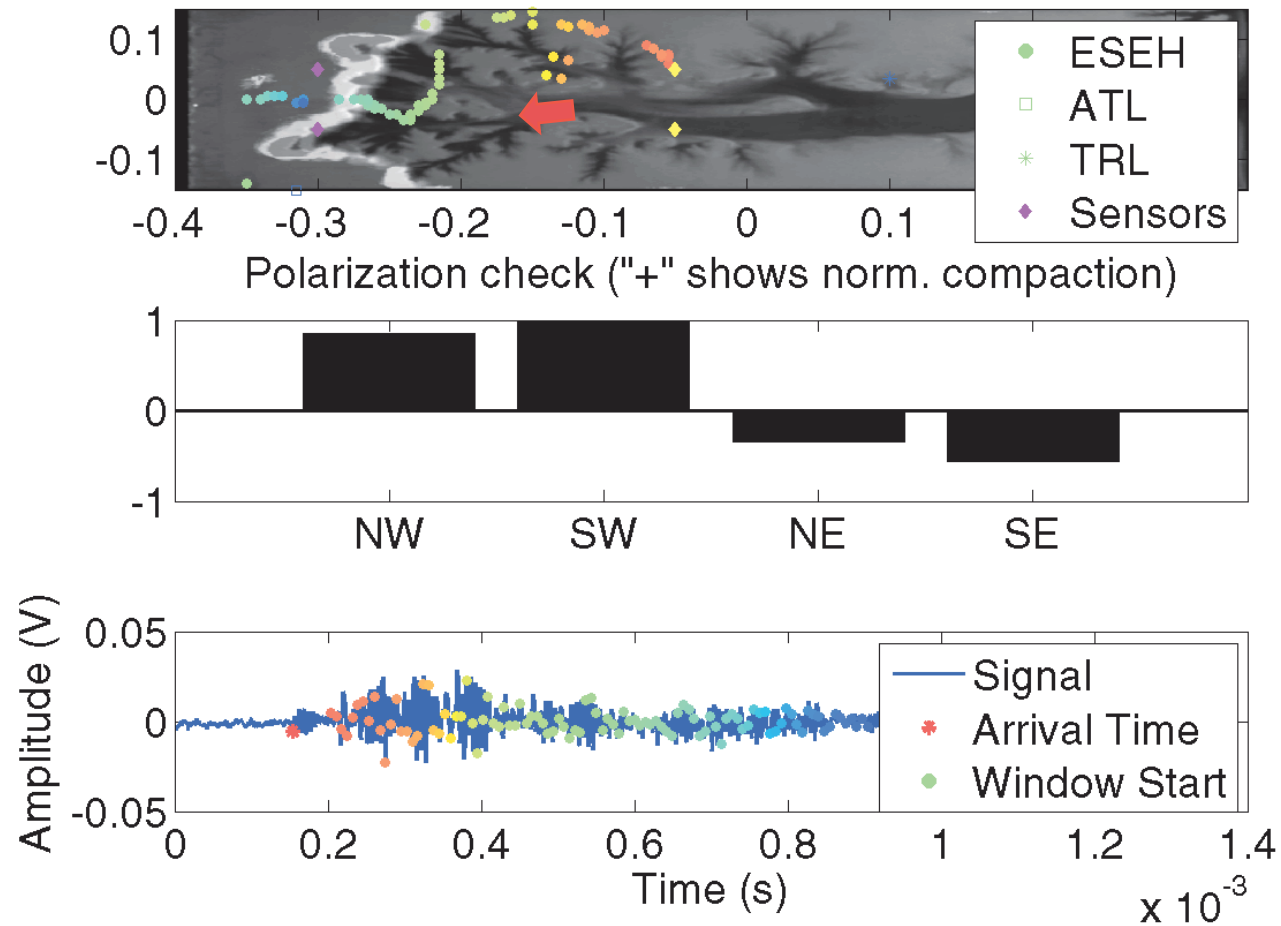 0.1
0
-0.1
-0.4 -0.3 -0.2 -0.1 0 0.1
ESEH
ATL
TRL
Sensors
Polarization check ("+" shows norm. compaction)
1
0
-1
NW SW NE SE
Amplitude (V)
0.05
0
-0.05
Signal
Arrival Time
Window Start
0 0.2 0.4 0.6 0.8 1 1.2 1.4
Time (s)
x 10^-3